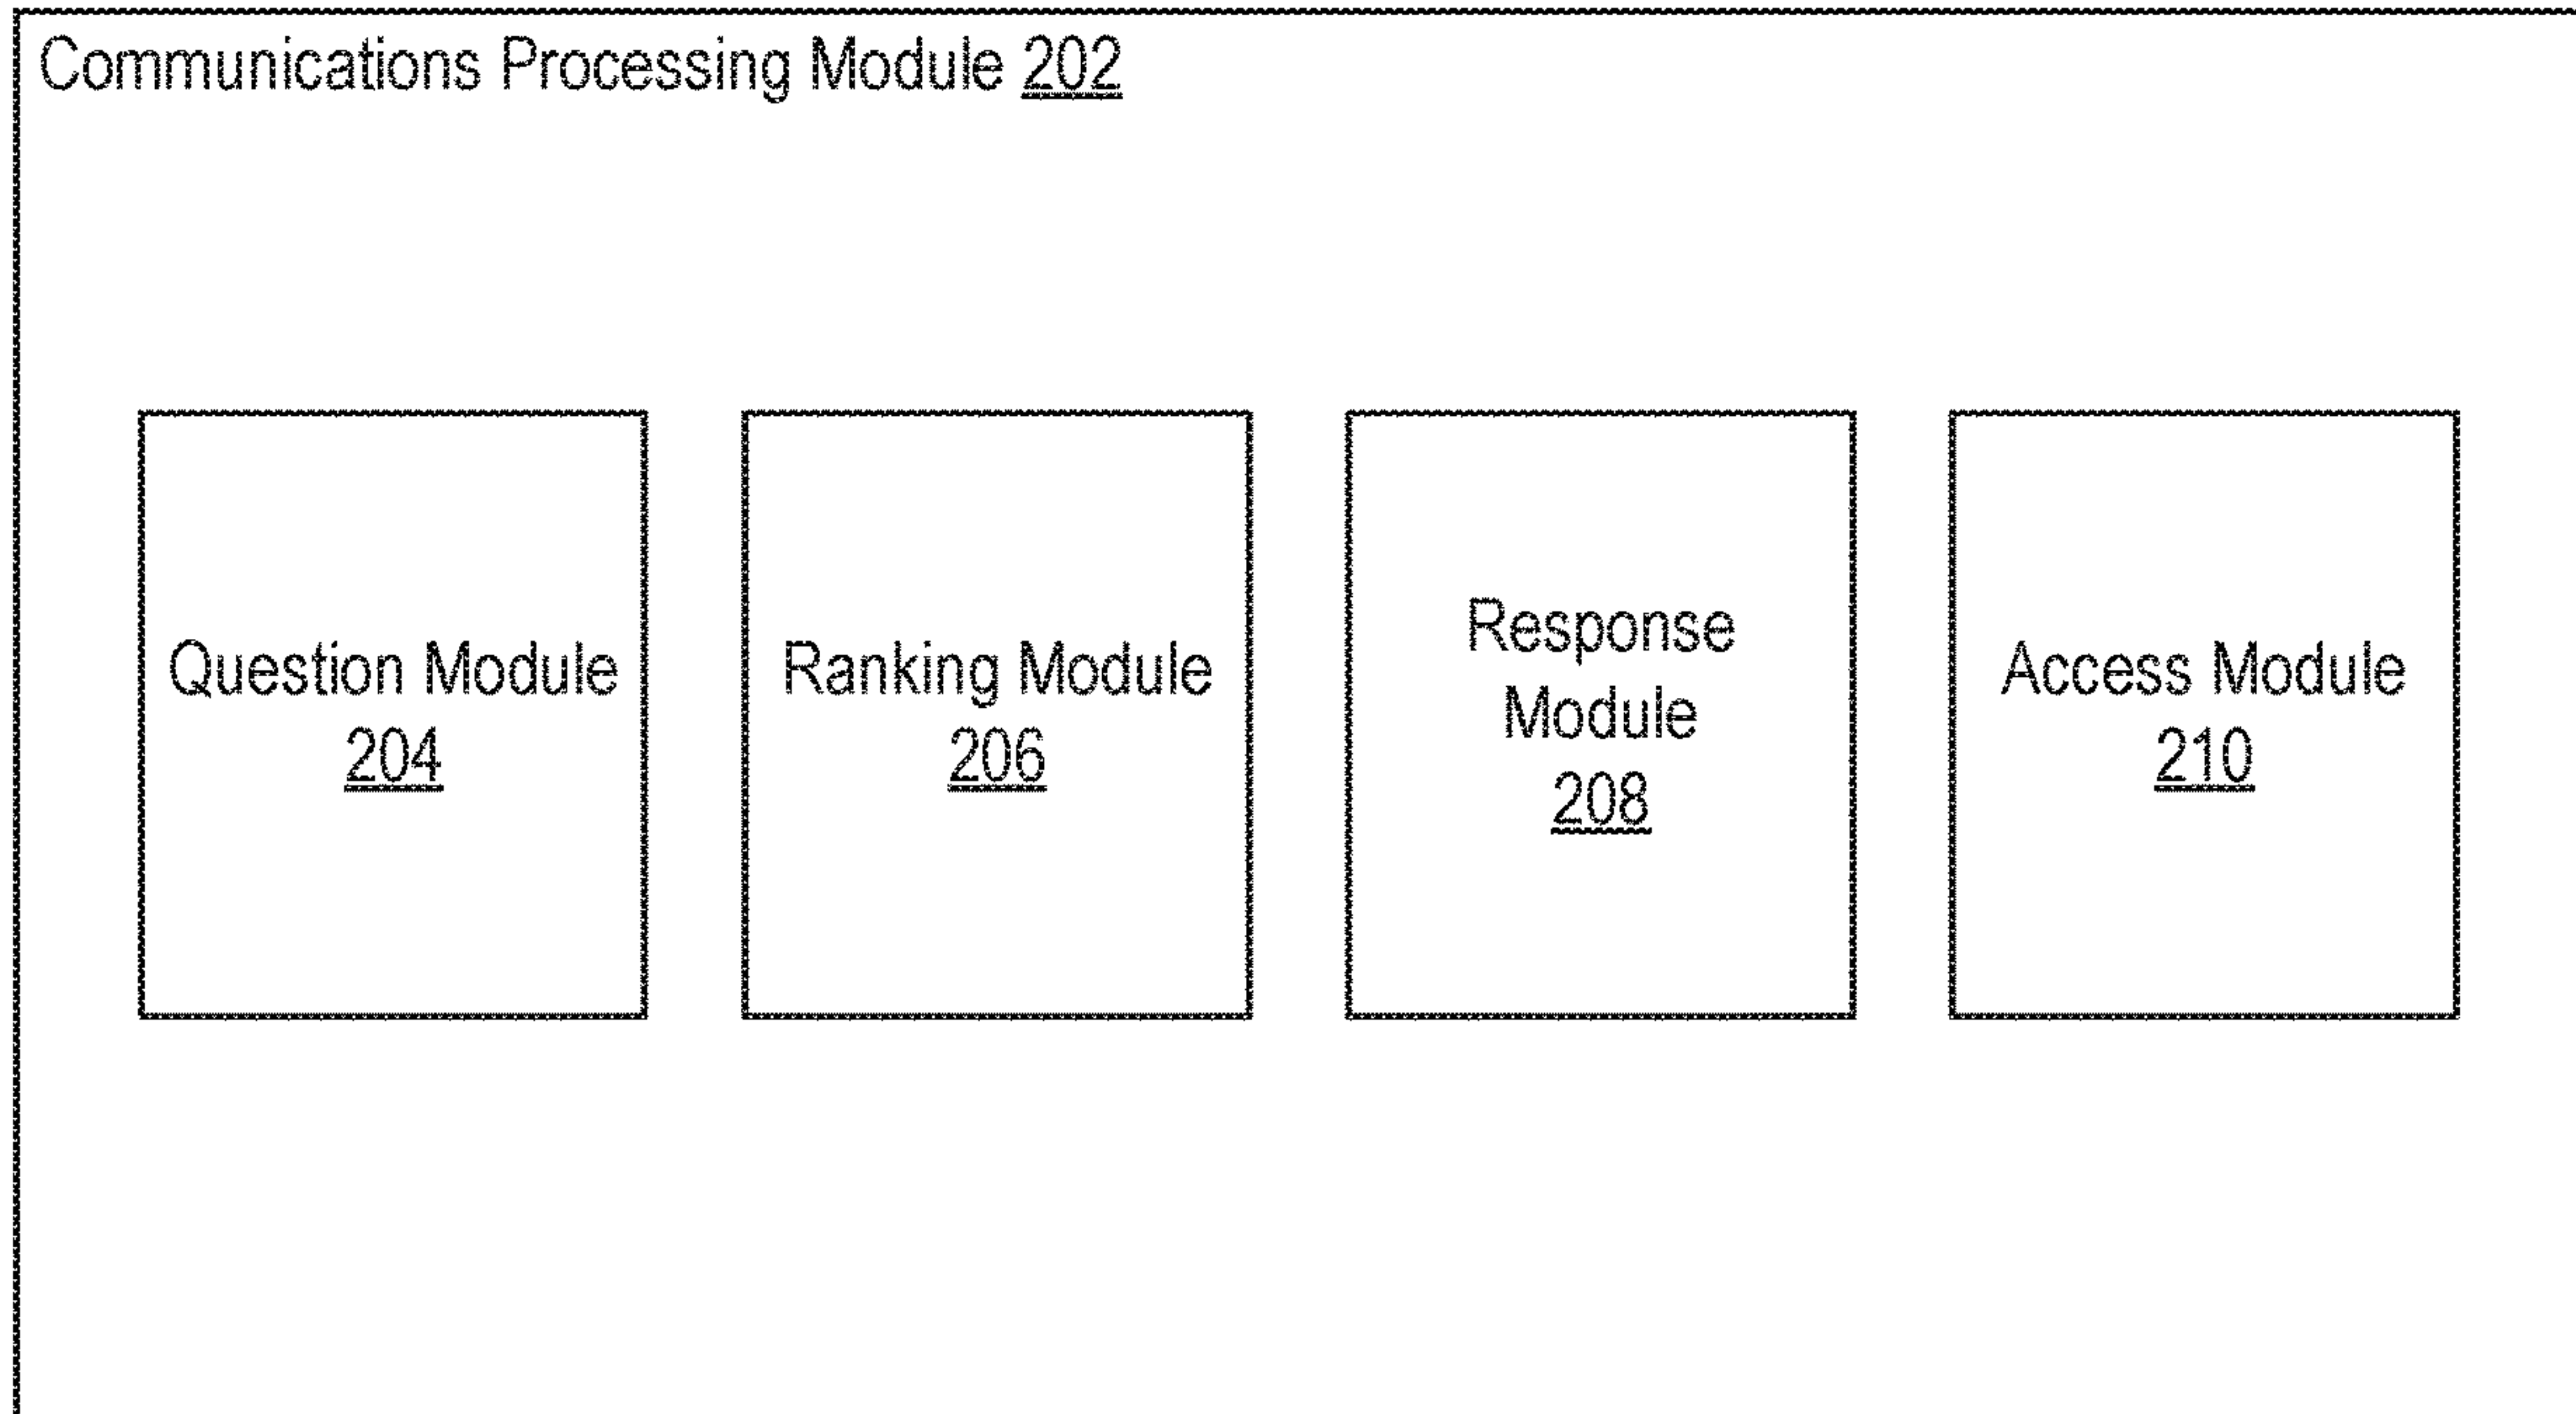 Communications Processing Module 202
Question Module
204
Ranking Module
206
Response
Module
208
Access Module
210